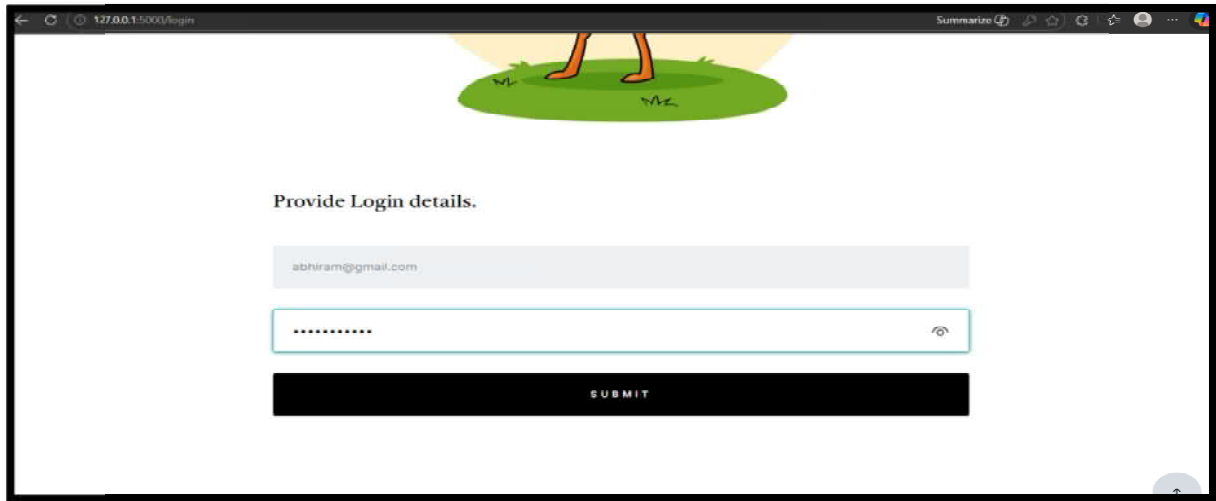 127.0.0.1:5000/login
Summarize
Provide Login details.
abhiram@gmail.com
•••••••••••
SUBMIT